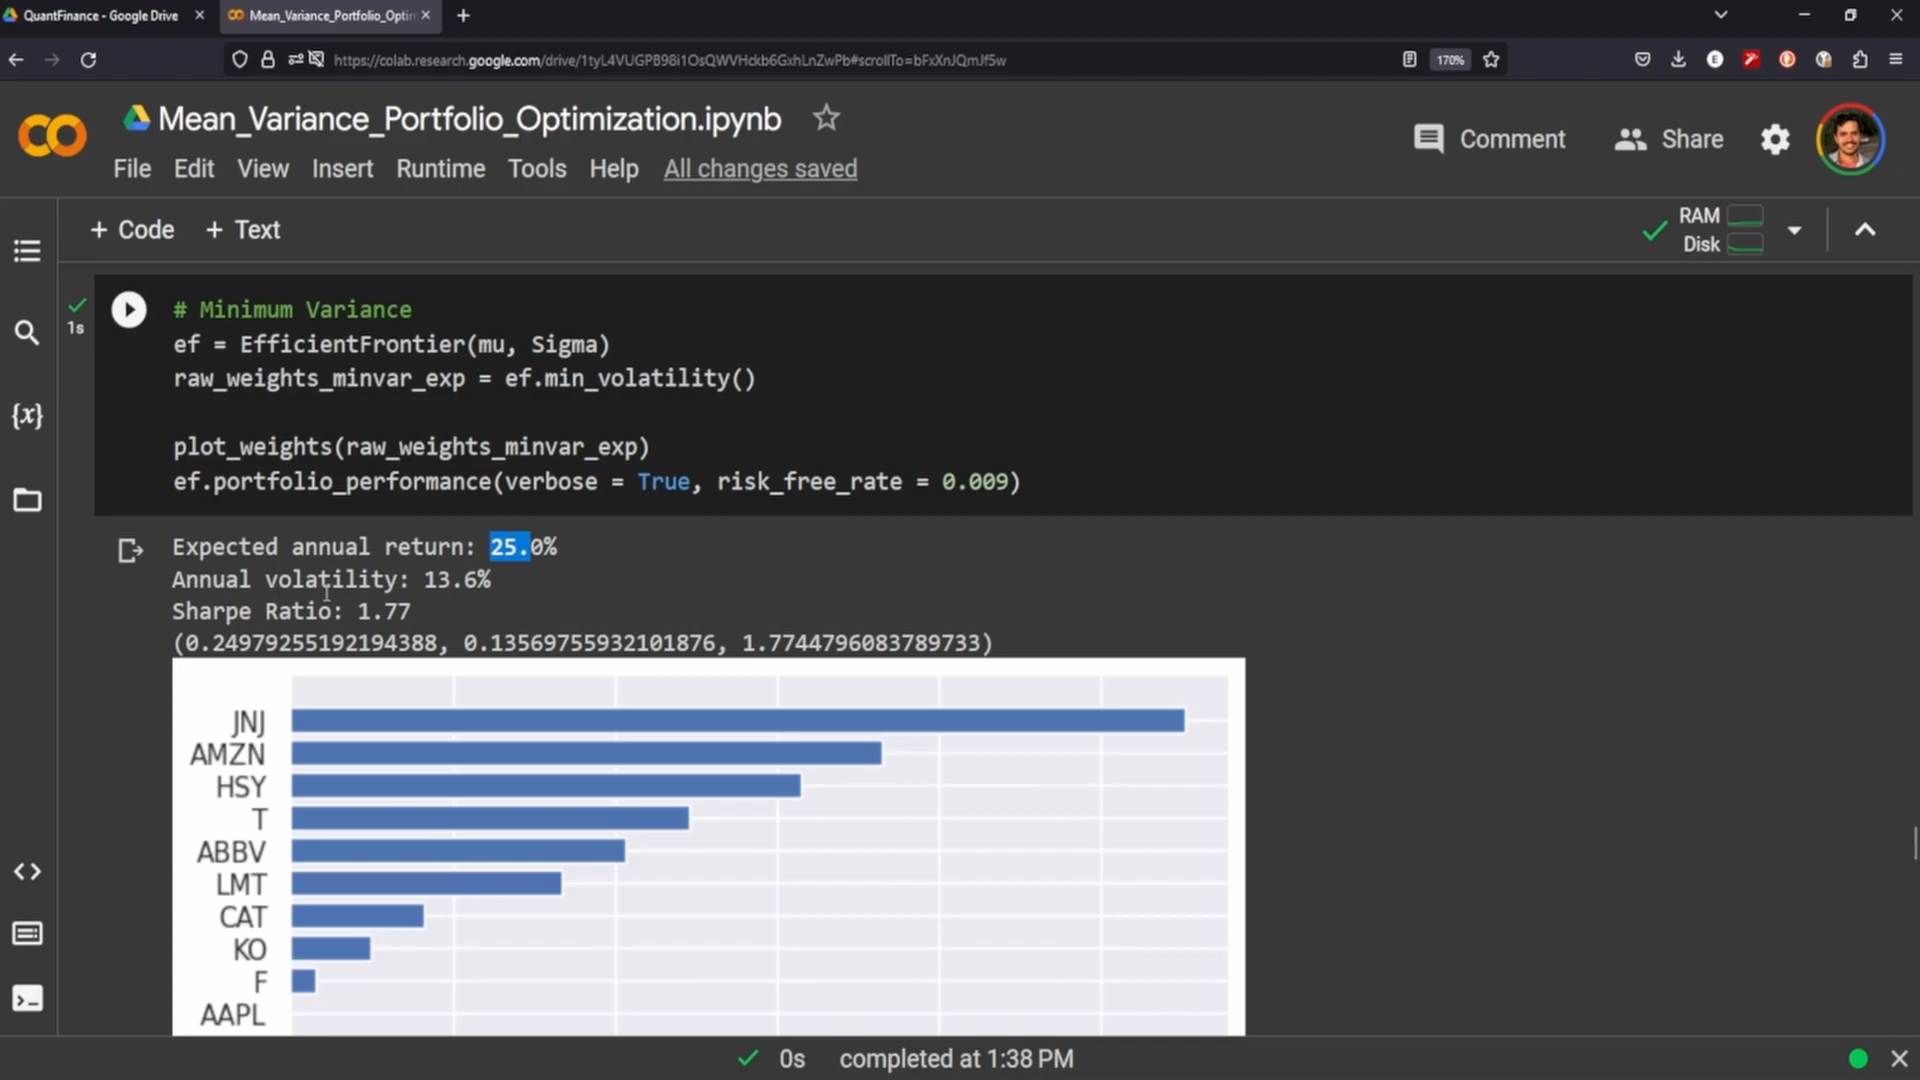 QuantFinance - Google Drive
Mean_Variance_Portfolio_Optim
https://colab.research.google.com/drive/1tyL4VUGPB98i1OsQWVHckb6GxhLnZwPb#scrollTo=bFxXnJQmJf5w
170%
Mean_Variance_Portfolio_Optimization.ipynb
Comment
Share
File Edit View Insert Runtime Tools Help All changes saved
+ Code + Text
RAM
Disk
1s
# Minimum Variance
ef = EfficientFrontier(mu, Sigma)
raw_weights_minvar_exp = ef.min_volatility()
plot_weights(raw_weights_minvar_exp)
ef.portfolio_performance(verbose = True, risk_free_rate = 0.009)
Expected annual return: 25.0%
Annual volatility: 13.6%
Sharpe Ratio: 1.77
(0.24979255192194388, 0.13569755932101876, 1.7744796083789733)
JNJ
AMZN
HSY
T
ABBV
LMT
CAT
KO
F
AAPL
{x}
0s completed at 1:38 PM